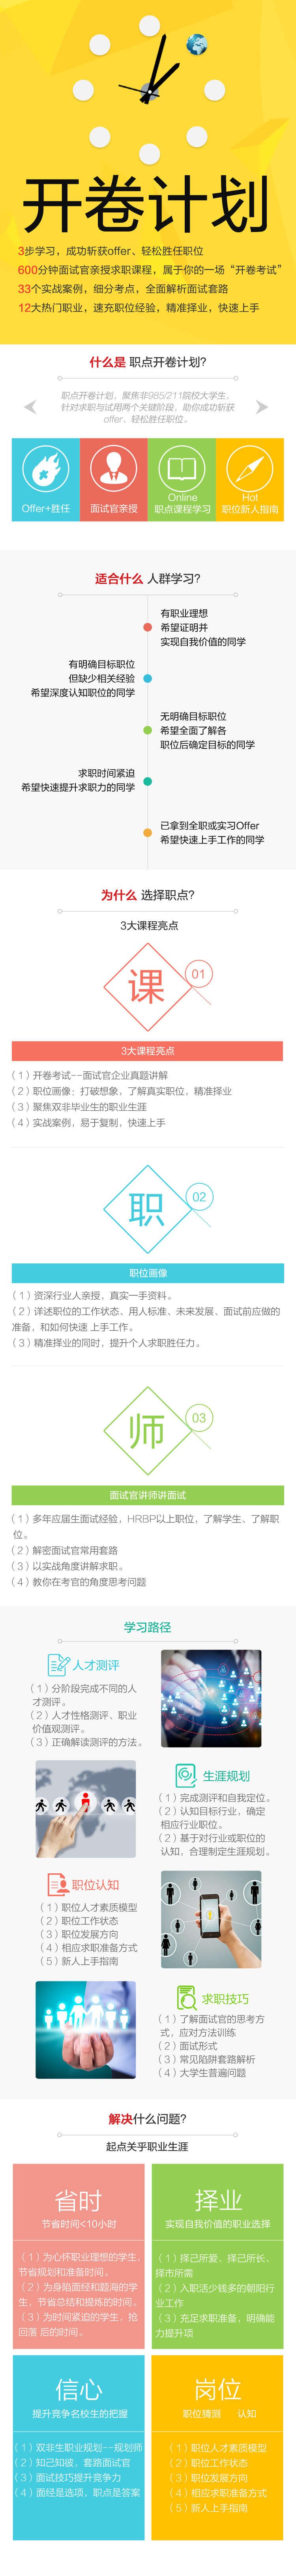 开卷计划
3步学习，成功斩获offer、轻松胜任职位
600分钟面试官亲授求职课程，属于你的一场“开卷考试”
33个实战案例，细分考点，全面解析面试套路
12大热门职业，速充职位经验，精准择业，快速上手
什么是 职点开卷计划?
职点开卷计划，聚焦非985/211院校大学生，
针对求职与试用两个关键阶段，助你成功斩获
offer、轻松胜任职位。
Offer+胜任
面试官亲授
Online
职点课程学习
Hot
职位新人指南
适合什么 人群学习?
有职业理想
希望证明并
实现自我价值的同学
有明确目标职位
但缺少相关经验
希望深度认知职位的同学
无明确目标职位
希望全面了解各
职位后确定目标的同学
求职时间紧迫
希望快速提升求职力的同学
已拿到全职或实习Offer
希望快速上手工作的同学
为什么 选择职点?
3大课程亮点
课
01
3大课程亮点
（1）开卷考试--面试官企业真题讲解
（2）职位画像：打破想象，了解真实职位，精准择业
（3）聚焦双非毕业生的职业生涯
（4）实战案例，易于复制，快速上手
职
02
职位画像
（1）资深行业人亲授，真实一手资料。
（2）详述职位的工作状态、用人标准、未来发展、面试前应做的
准备，和如何快速 上手工作。
（3）精准择业的同时，提升个人求职胜任力。
师
03
面试官讲师讲面试
（1）多年应届生面试经验，HRBP以上职位，了解学生、了解职
位。
（2）解密面试官常用套路
（3）以实战角度讲解求职。
（4）教你在考官的角度思考问题
学习路径
人才测评
（1）分阶段完成不同的人
才测评。
（2）人才性格测评、职业
价值观测评。
（3）正确解读测评的方法。
生涯规划
（1）完成测评和自我定位。
（2）认知目标行业，确定
相应行业职位。
（2）基于对行业或职位的
认知，合理制定生涯规划。
职位认知
（1）职位人才素质模型
（2）职位工作状态
（3）职位发展方向
（4）相应求职准备方式
（5）新人上手指南
求职技巧
（1）了解面试官的思考方
式，应对方法训练
（2）面试形式
（3）常见陷阱套路解析
（4）大学生普遍问题
解决什么问题?
起点关乎职业生涯
省时
节省时间<10小时
（1）为心怀职业理想的学生，
节省规划和准备时间。
（2）为身陷面经和题海的学
生，节省总结和提炼的时间。
（3）为时间紧迫的学生，抢
回落 后的时间。
择业
实现自我价值的职业选择
（1）择己所爱、择己所长、
择市所需
（2）入职活少钱多的朝阳行
业工作
（3）充足求职准备，明确能
力提升项
信心
提升竞争名校生的把握
（1）双非生职业规划--规划师
（2）知己知彼，套路面试官
（3）面试技巧提升竞争力
（4）面经是选项，职点是答案
岗位
职位猜测 认知
（1）职位人才素质模型
（2）职位工作状态
（3）职位发展方向
（4）相应求职准备方式
（5）新人上手指南